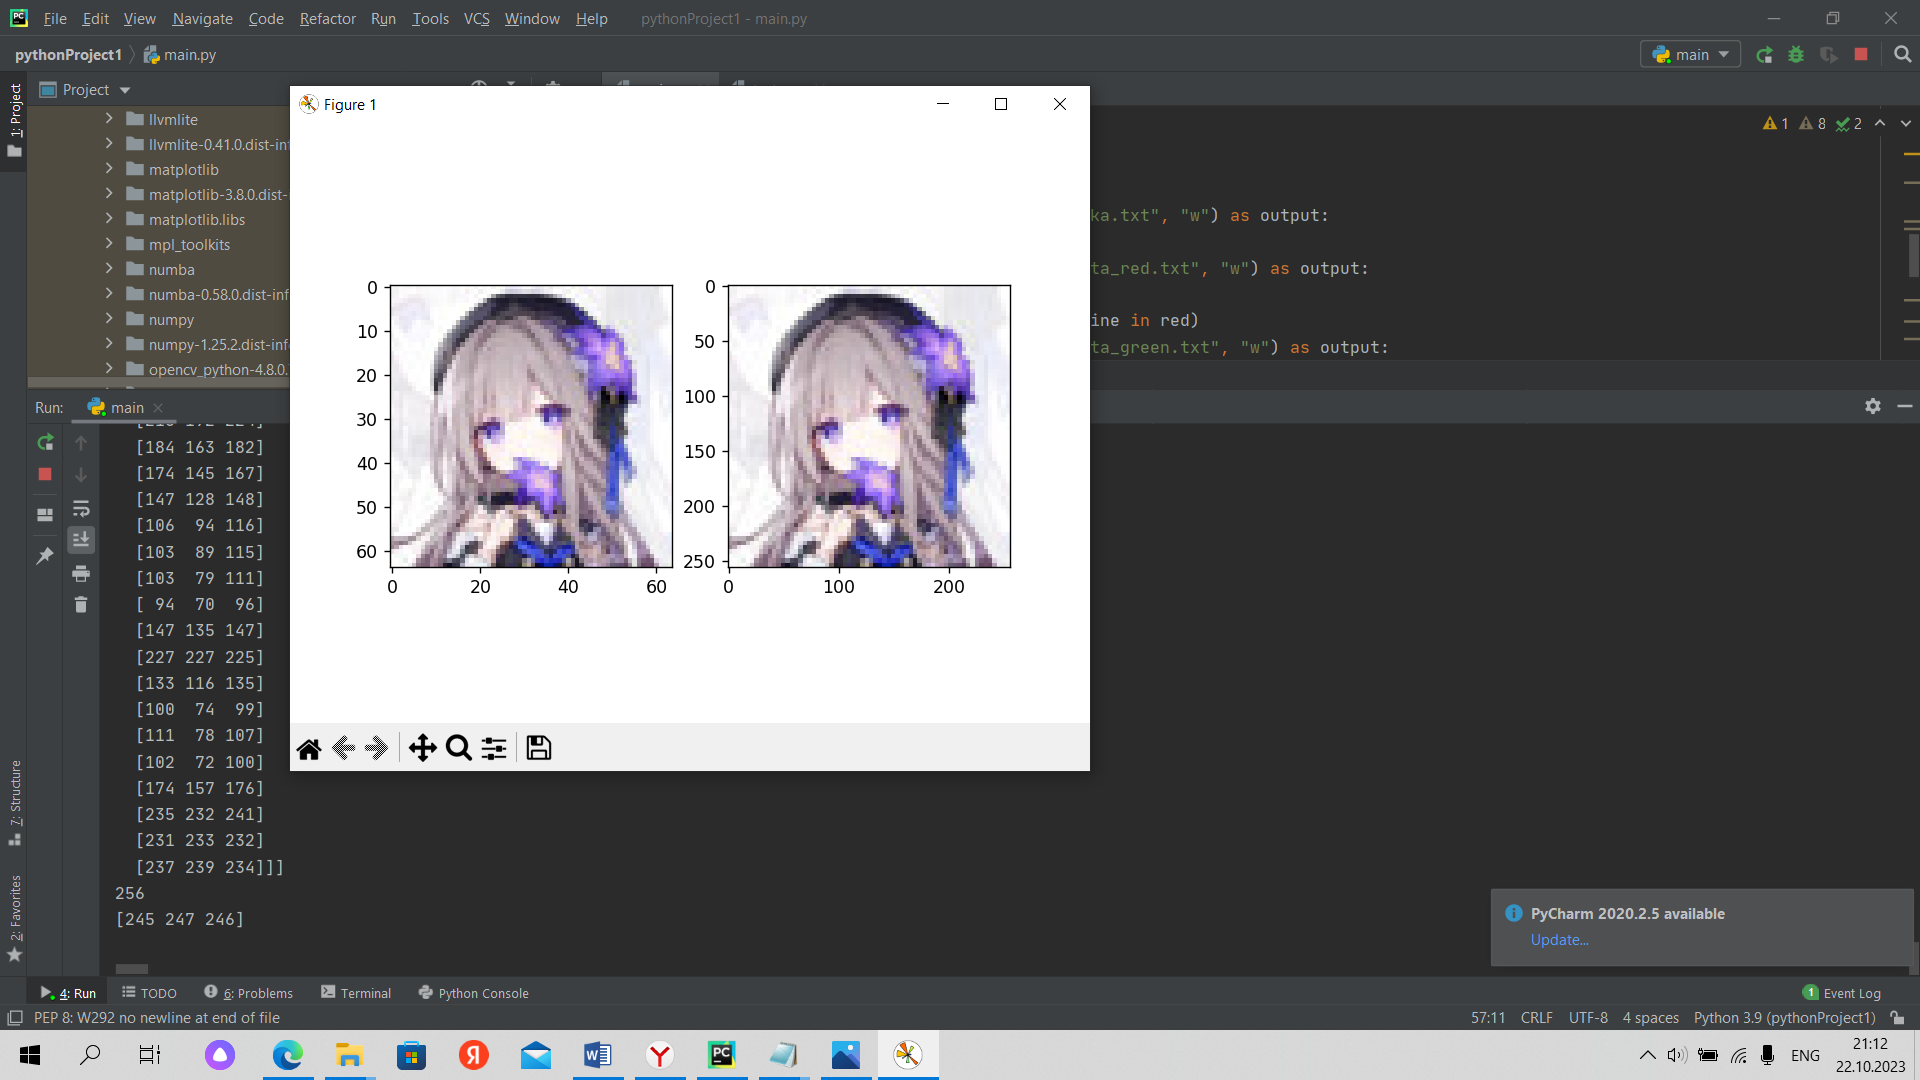 File Edit View Navigate Code Refactor Run Tools VCS Window Help pythonProject1 - main.py
pythonProject1 main.py main
1: Project
Project
llvmlite
llvmlite-0.41.0.dist-inf
matplotlib
matplotlib-3.8.0.dist-
matplotlib.libs
mpl_toolkits
numba
numba-0.58.0.dist-inf
numpy
numpy-1.25.2.dist-info
opencv_python-4.8.0.
Figure 1
1 8 2
ka.txt", "w") as output:
ta_red.txt", "w") as output:
ine in red)
ta_green.txt", "w") as output:
0
10
20
30
40
50
60
0 20 40 60
0
50
100
150
200
250
0 100 200
Run: main
[184 163 182]
[174 145 167]
[147 128 148]
[106 94 116]
[103 89 115]
[103 79 111]
[ 94 70 96]
[147 135 147]
[227 227 225]
[133 116 135]
[100 74 99]
[111 78 107]
[102 72 100]
[174 157 176]
[235 232 241]
[231 233 232]
[237 239 234]]]
256
[245 247 246]
7: Structure
2: Favorites
PyCharm 2020.2.5 available
Update...
4: Run TODO 6: Problems Terminal Python Console 1 Event Log
PEP 8: W292 no newline at end of file 57:11 CRLF UTF-8 4 spaces Python 3.9 (pythonProject1)
ENG 21:12
22.10.2023